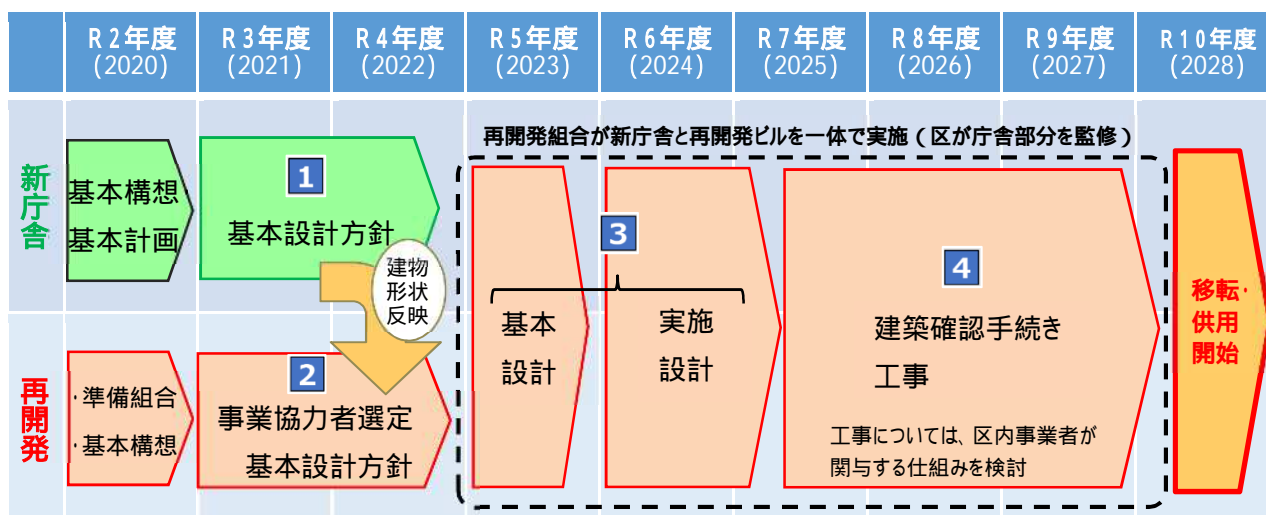 R2年度
(2020)
R3年度
(2021)
R4年度
(2022)
R5年度
(2023)
R6年度
(2024)
R7年度
(2025)
R8年度
(2026)
R9年度
(2027)
R10年度
(2028)
再開発組合が新庁舎と再開発ビルを一体で実施(区が庁舎部分を監修)
新庁舎
基本構想・
基本計画
1
基本設計方針
建物
形状
反映
再開発
・準備組合
・基本構想
2
事業協力者選定
基本設計方針
3
基本
設計
実施
設計
4
建築確認手続き
工事
工事については、区内事業者が
関与する仕組みを検討
移転・
供用
開始